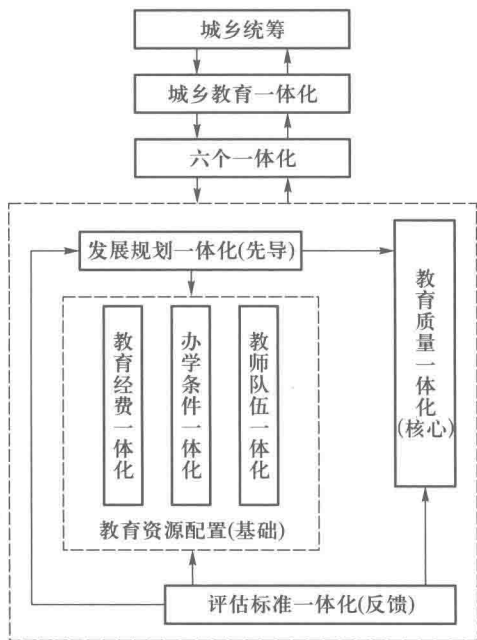 城乡统筹
城乡教育一体化
六个一体化
发展规划一体化(先导)
教育经费一体化
办学条件一体化
教师队伍一体化
教育资源配置(基础)
教育质量一体化(核心)
评估标准一体化(反馈)